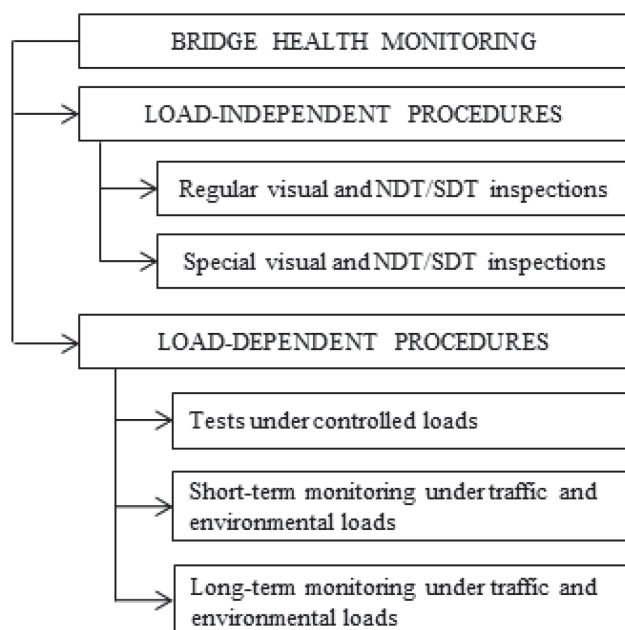 BRIDGE HEALTH MONITORING
LOAD-INDEPENDENT PROCEDURES
Regular visual and NDT/SDT inspections
Special visual and NDT/SDT inspections
LOAD-DEPENDENT PROCEDURES
Tests under controlled loads
Short-term monitoring under traffic and
environmental loads
Long-term monitoring under traffic and
environmental loads